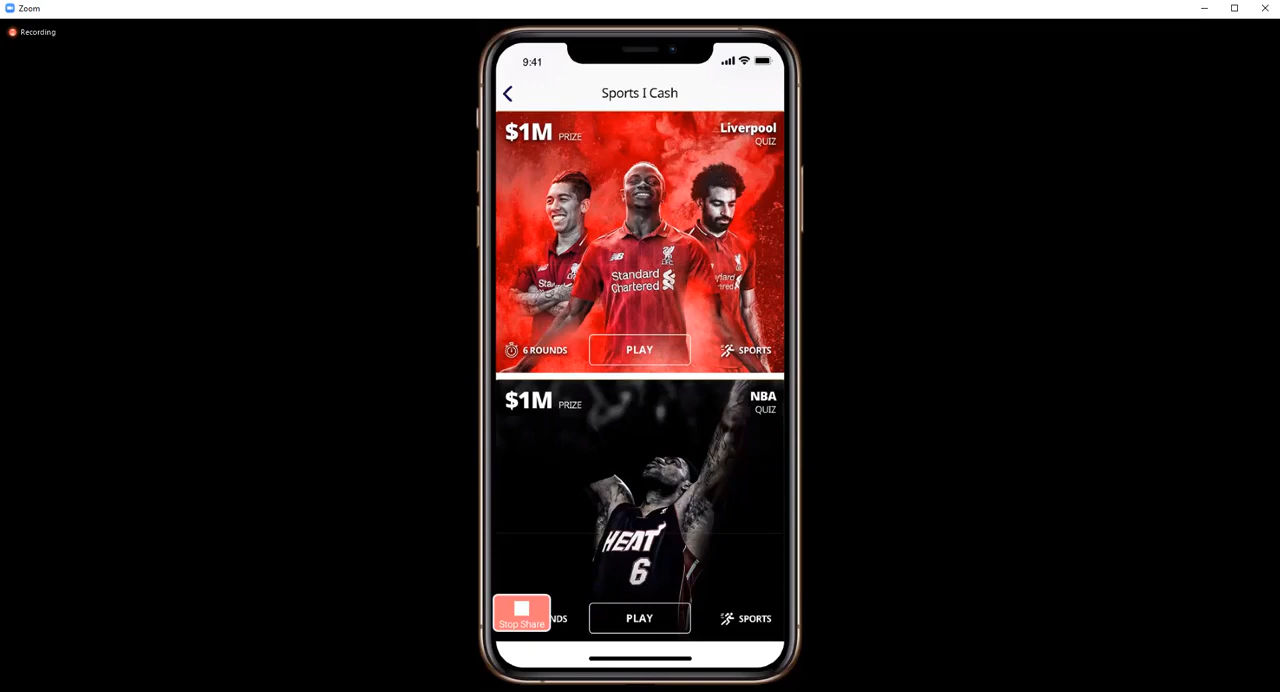 Zoom
Recording
9:41
Sports I Cash
$1M PRIZE
Liverpool
QUIZ
Standard
Chartered
6 ROUNDS
PLAY
SPORTS
$1M PRIZE
NBA
QUIZ
HEAT
6
Stop Share
NDS
PLAY
SPORTS